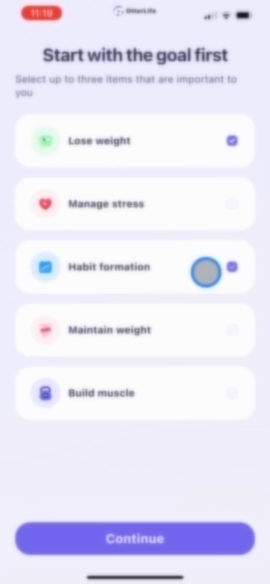 11:19
OtterLife
Start with the goal first
Select up to three items that are important to
you
Lose weight
Manage stress
Habit formation
Maintain weight
Build muscle
Continue